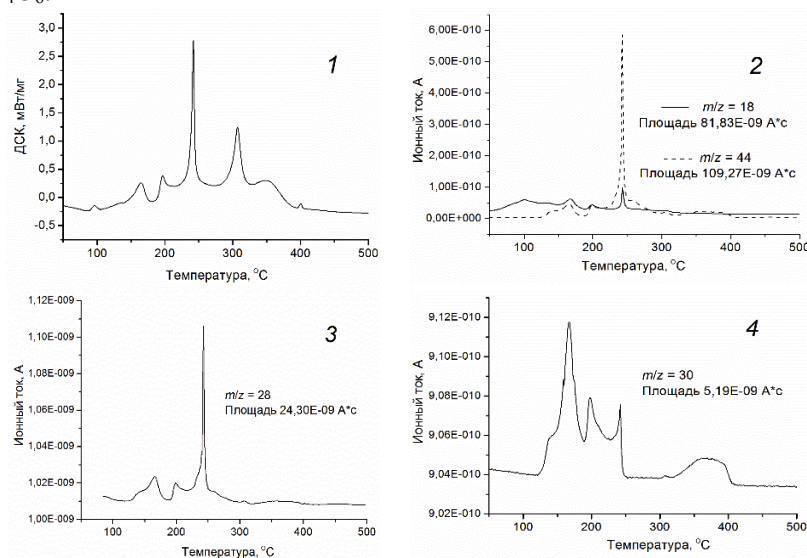 1
ДСК, мВт/мг
3,0
2,5
2,0
1,5
1,0
0,5
0,0
-0,5
100 200 300 400 500
Температура, °C
2
Ионный ток, А
6,00E-010
5,00E-010
4,00E-010
3,00E-010
2,00E-010
1,00E-010
0,00E+000
m/z = 18
Площадь 81,83E-09 А*с
m/z = 44
Площадь 109,27E-09 А*с
100 200 300 400 500
Температура, °C
3
Ионный ток, А
1,12E-009
1,10E-009
1,08E-009
1,06E-009
1,04E-009
1,02E-009
1,00E-009
m/z = 28
Площадь 24,30E-09 А*с
100 200 300 400 500
Температура, °C
4
Ионный ток, А
9,14E-010
9,12E-010
9,10E-010
9,08E-010
9,06E-010
9,04E-010
9,02E-010
m/z = 30
Площадь 5,19E-09 А*с
100 200 300 400 500
Температура, °C